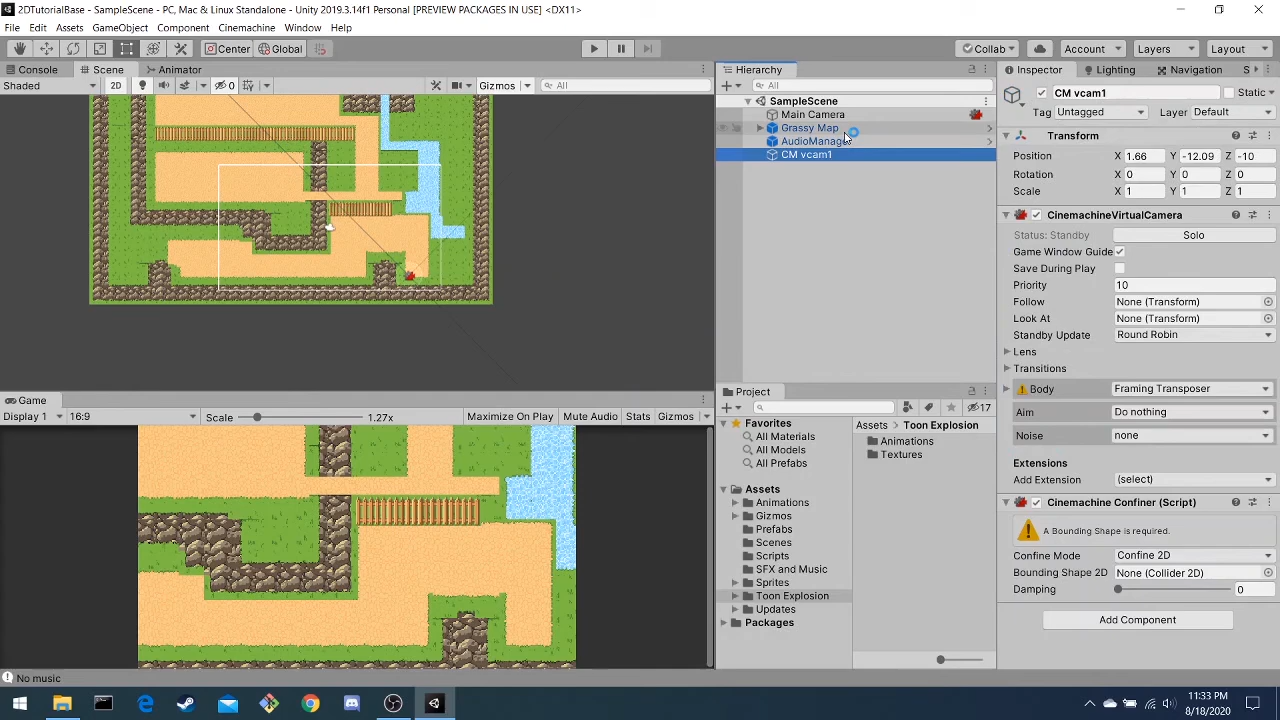 2DTutorialBase - SampleScene - PC, Mac & Linux Standalone - Unity 2019.3.14f1 Personal [PREVIEW PACKAGES IN USE] <DX11>
File Edit Assets GameObject Component Cinemachine Window Help
Center Global Collab Account Layers Layout
Console Scene Animator
Shaded 2D 0 Gizmos All
Hierarchy
All
SampleScene
Main Camera
Grassy Map
AudioManager
CM vcam1
Inspector Lighting Navigation S
CM vcam1 Static
Tag Untagged Layer Default
Transform
Position X 1.66 Y -12.09 Z -10
Rotation X 0 Y 0 Z 0
Scale X 1 Y 1 Z 1
CinemachineVirtualCamera
Status: Standby Solo
Game Window Guides
Save During Play
Priority 10
Follow None (Transform)
Look At None (Transform)
Standby Update Round Robin
Lens
Transitions
Body Framing Transposer
Aim Do nothing
Noise none
Extensions
Add Extension (select)
Cinemachine Confiner (Script)
A Bounding Shape is required.
Confine Mode Confine 2D
Bounding Shape 2D None (Collider 2D)
Damping 0
Add Component
Game
Display 1 16:9 Scale 1.27x Maximize On Play Mute Audio Stats Gizmos
Project
17
Favorites
All Materials
All Models
All Prefabs
Assets
Animations
Gizmos
Prefabs
Scenes
Scripts
SFX and Music
Sprites
Toon Explosion
Updates
Packages
Assets > Toon Explosion
Animations
Textures
No music
11:33 PM
8/18/2020